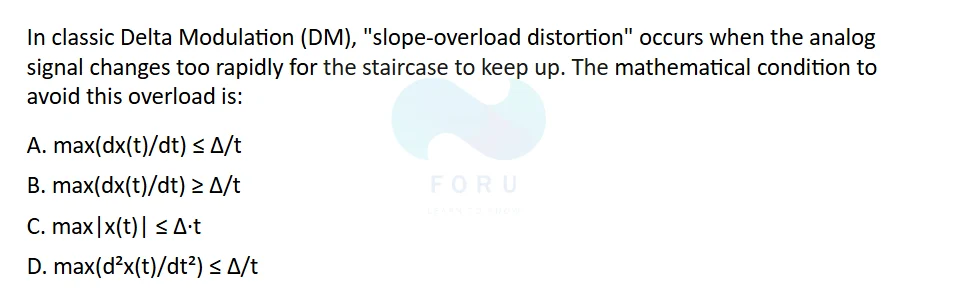 In classic Delta Modulation (DM), "slope-overload distortion" occurs when the analog
signal changes too rapidly for the staircase to keep up. The mathematical condition to
avoid this overload is:
A. max(dx(t)/dt) ≤ Δ/t
B. max(dx(t)/dt) ≥ Δ/t
FORU
C. max|x(t)| ≤ Δ·t
D. max(d²x(t)/dt²) ≤ Δ/t